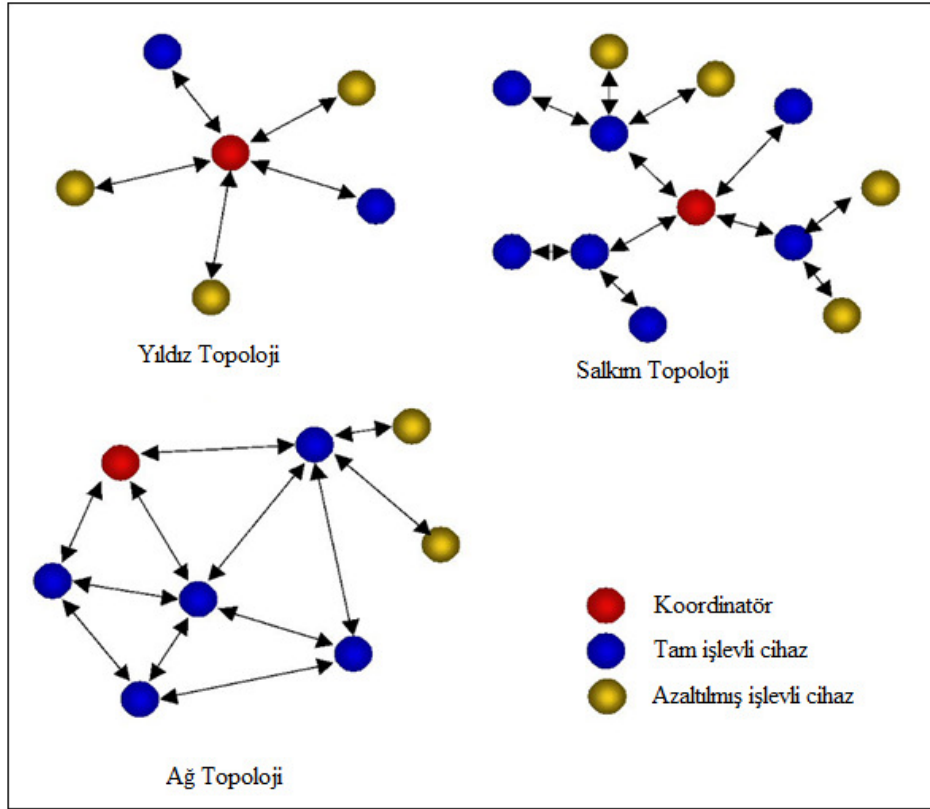 Yıldız Topoloji
Salkım Topoloji
Koordinatör
Tam işlevli cihaz
Azaltılmış işlevli cihaz
Ağ Topoloji